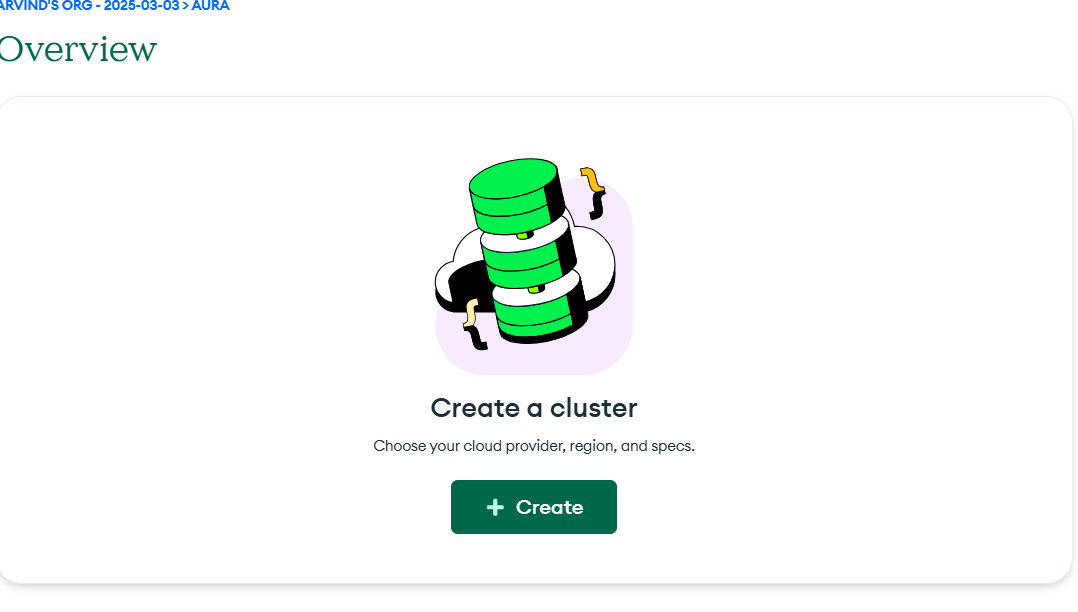 ARVIND'S ORG - 2025-03-03 > AURA
Overview
Create a cluster
Choose your cloud provider, region, and specs.
+ Create